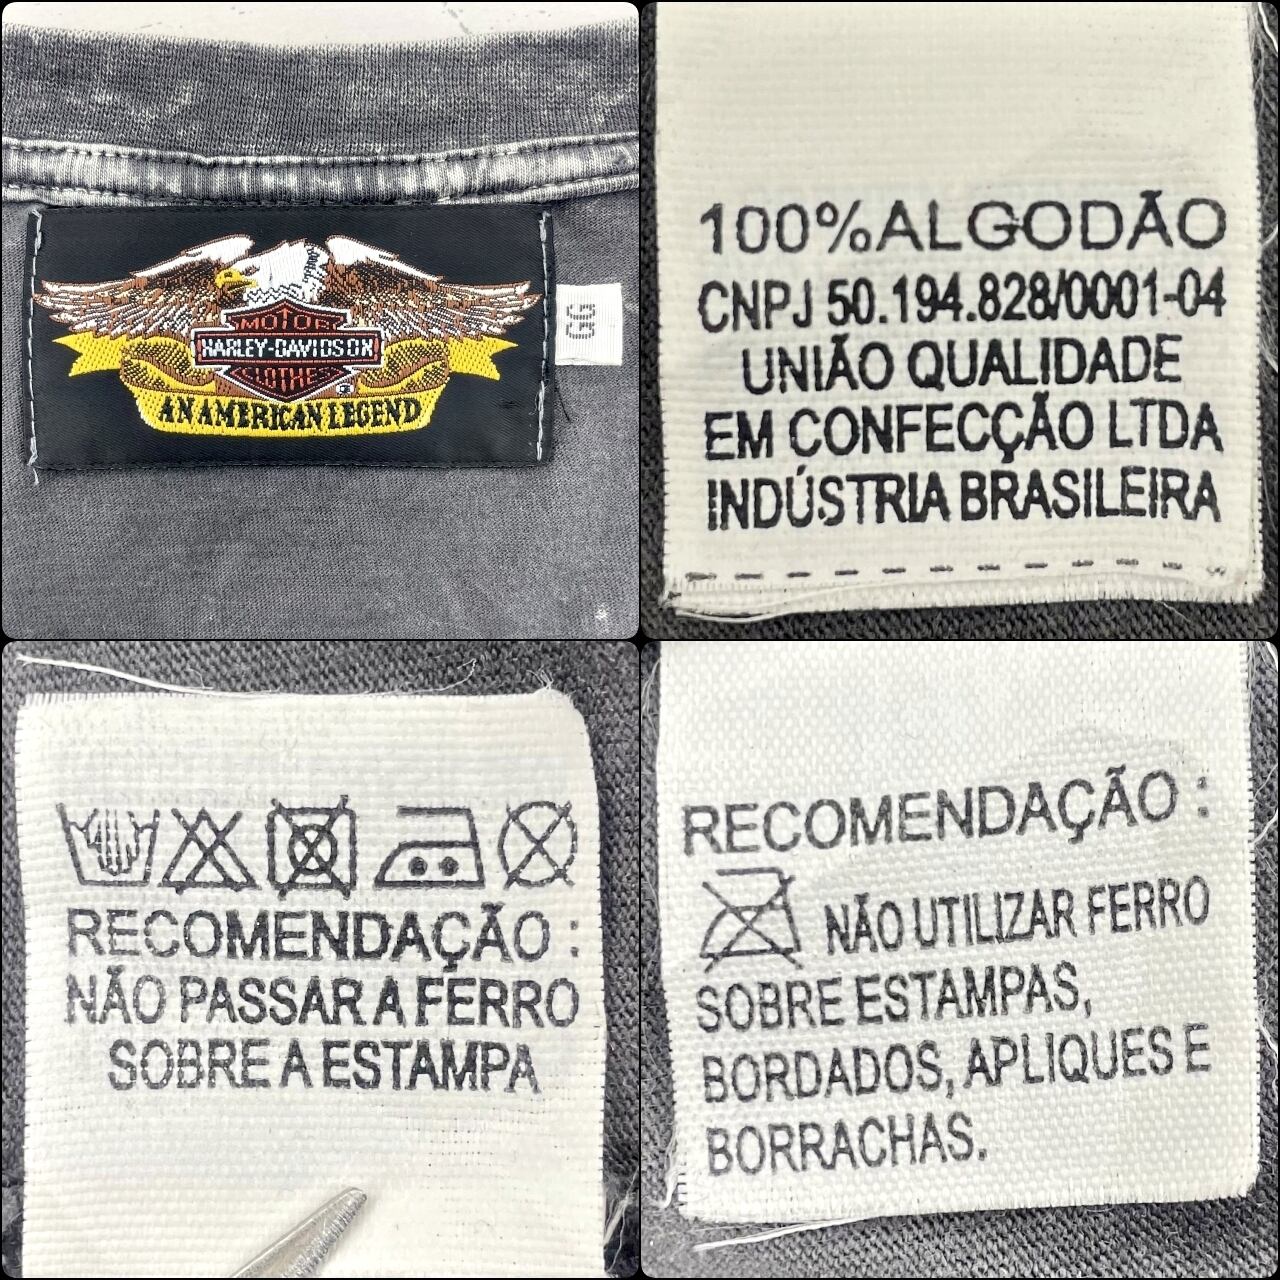 MOTOR
HARLEY-DAVIDSON
CLOTHES
AN AMERICAN LEGEND
GG
100% ALGODÃO
CNPJ 50.194.828/0001-04
UNIÃO QUALIDADE
EM CONFECÇÃO LTDA
INDÚSTRIA BRASILEIRA
RECOMENDAÇÃO :
NÃO PASSAR A FERRO
SOBRE A ESTAMPA
RECOMENDAÇÃO :
NÃO UTILIZAR FERRO
SOBRE ESTAMPAS,
BORDADOS, APLIQUES E
BORRACHAS.